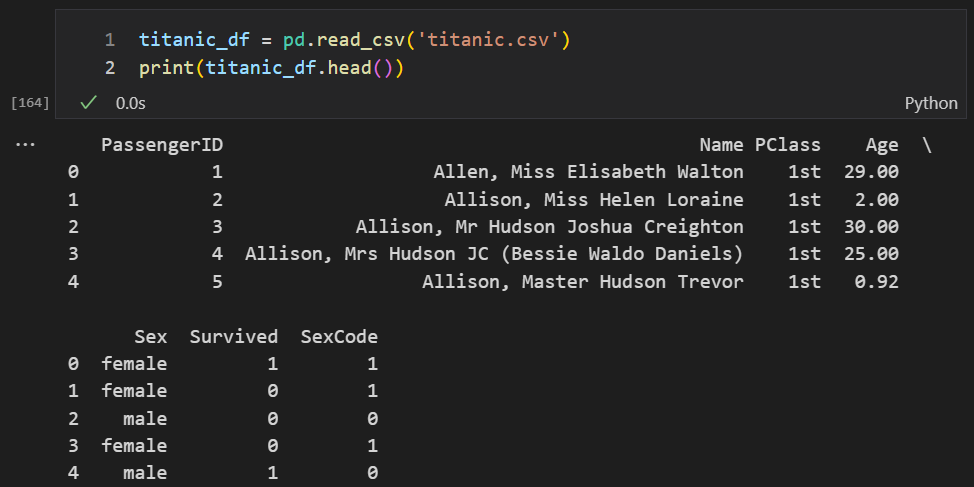 1 titanic_df = pd.read_csv('titanic.csv')
2 print(titanic_df.head())
[164] ✓ 0.0s Python
... PassengerID Name PClass Age \
0 1 Allen, Miss Elisabeth Walton 1st 29.00
1 2 Allison, Miss Helen Loraine 1st 2.00
2 3 Allison, Mr Hudson Joshua Creighton 1st 30.00
3 4 Allison, Mrs Hudson JC (Bessie Waldo Daniels) 1st 25.00
4 5 Allison, Master Hudson Trevor 1st 0.92
Sex Survived SexCode
0 female 1 1
1 female 0 1
2 male 0 0
3 female 0 1
4 male 1 0